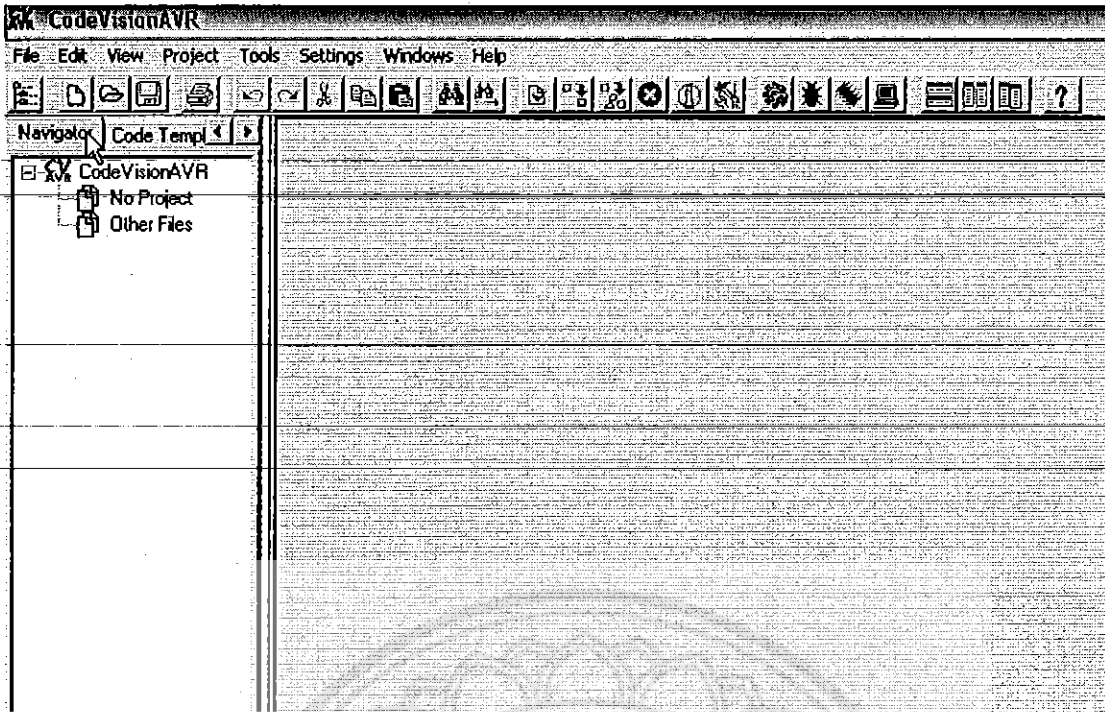 CodeVisionAVR
File Edit View Project Tools Settings Windows Help
Navigator Code Templ
CodeVisionAVR
No Project
Other Files